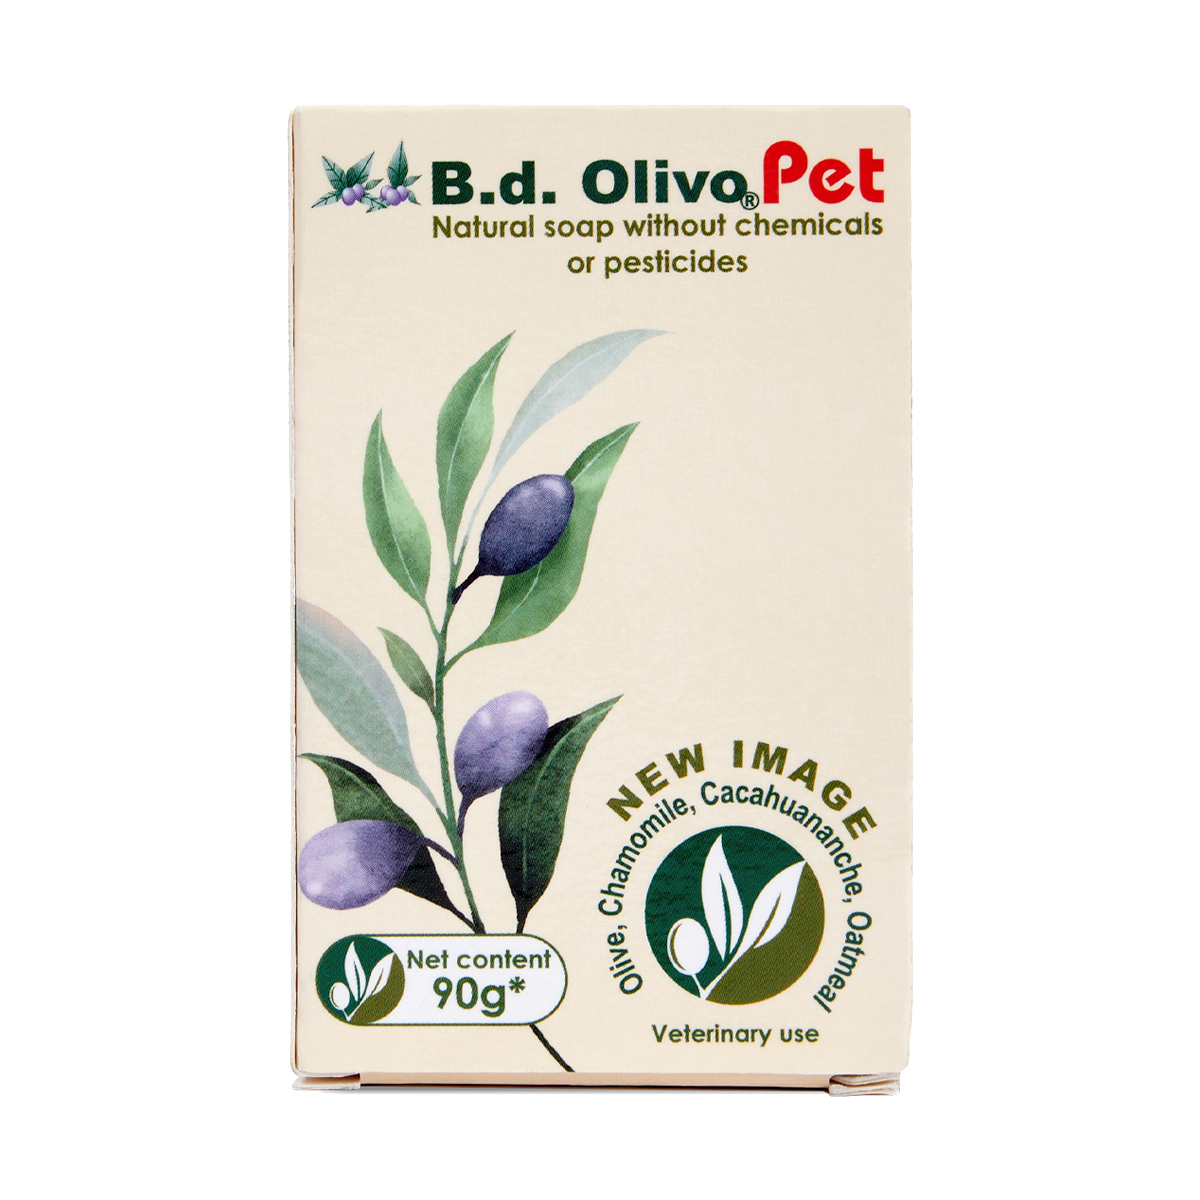 B.d. Olivo® Pet
Natural soap without chemicals
or pesticides
NEW IMAGE
Olive, Chamomile, Cacahuananche, Oatmeal
Net content
90g*
Veterinary use